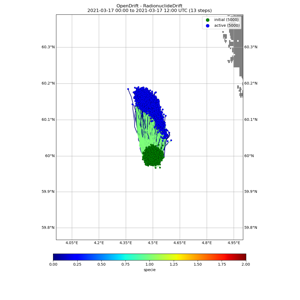 OpenDrift - RadionuclideDrift
2021-03-17 00:00 to 2021-03-17 12:00 UTC (13 steps)
initial (5000)
active (5000)
60.3°N 60.3°N
60.2°N 60.2°N
60.1°N 60.1°N
60°N 60°N
59.9°N 59.9°N
59.8°N 59.8°N
4.05°E 4.2°E 4.35°E 4.5°E 4.65°E 4.8°E 4.95°E
0.00 0.25 0.50 0.75 1.00 1.25 1.50 1.75 2.00
specie